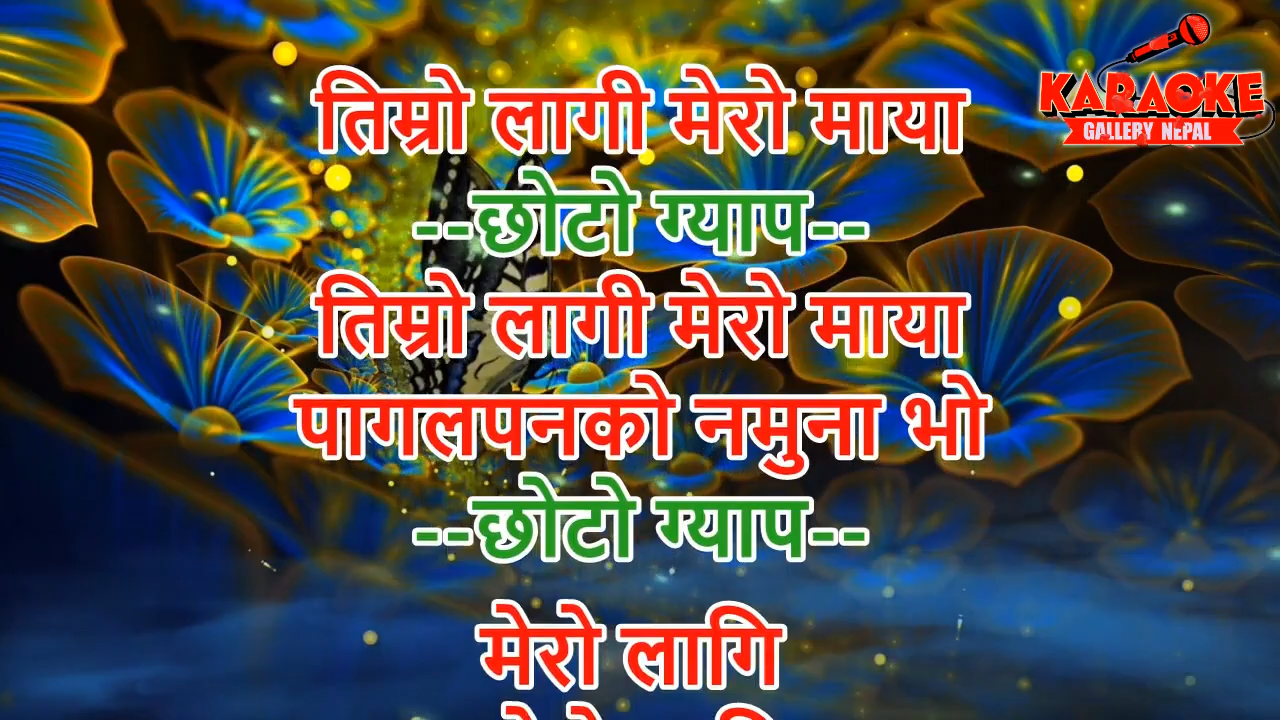 KARAOKE
GALLERY NEPAL
तिम्रो लागी मेरो माया
--छोटो ग्याप--
तिम्रो लागी मेरो माया
पागलपनको नमुना भो
--छोटो ग्याप--
मेरो लागि